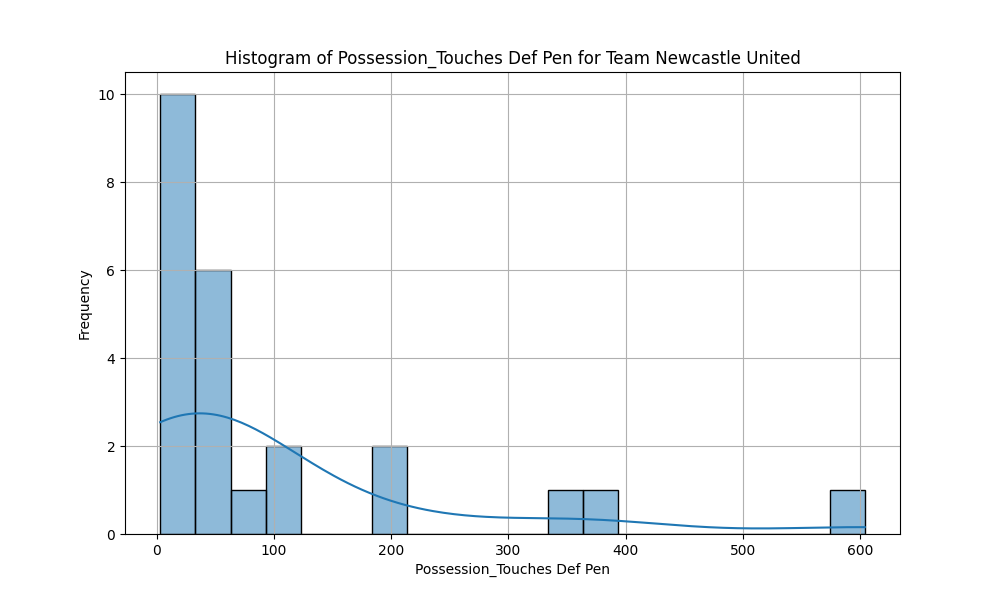 Histogram of Possession_Touches Def Pen for Team Newcastle United
Frequency
10
8
6
4
2
0
0 100 200 300 400 500 600
Possession_Touches Def Pen